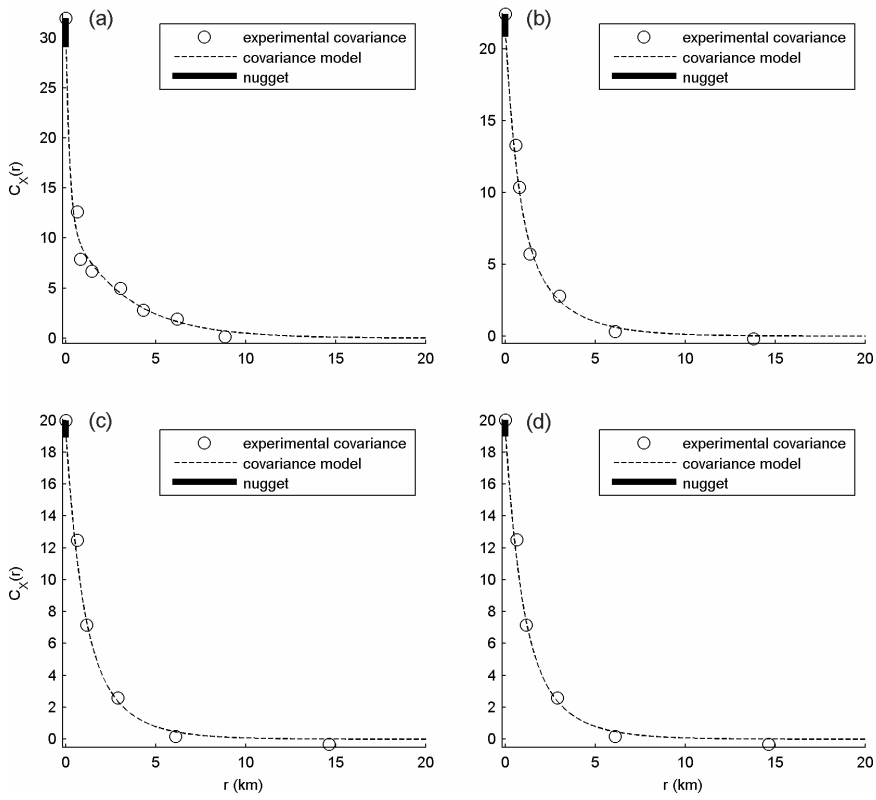 (a)
experimental covariance
covariance model
nugget
30
25
20
15
10
5
0
C_X(r)
0 5 10 15 20
(b)
experimental covariance
covariance model
nugget
20
15
10
5
0
0 5 10 15 20
(c)
experimental covariance
covariance model
nugget
20
18
16
14
12
10
8
6
4
2
0
C_X(r)
0 5 10 15 20
r (km)
(d)
experimental covariance
covariance model
nugget
20
18
16
14
12
10
8
6
4
2
0
0 5 10 15 20
r (km)